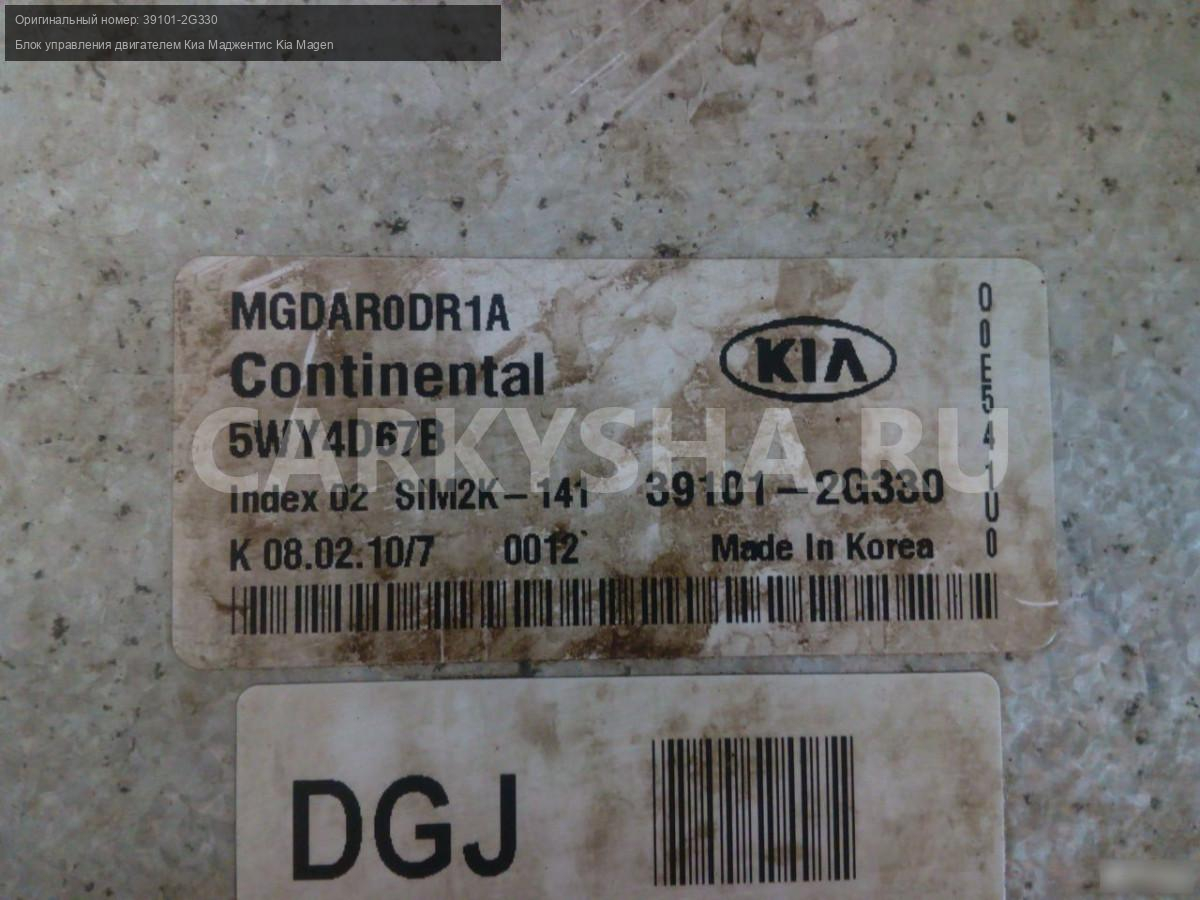 Оригинальный номер: 39101-2G330
Блок управления двигателем Киа Маджентис Kia Magen
MGDAR0DR1A
Continental
KIA
5WY4D67B
CARKYSHA.RU
Index 02 SIM2K-141 39101-2G330
K 08.02.10/7 0012 Made In Korea
00E541U0
DGJ